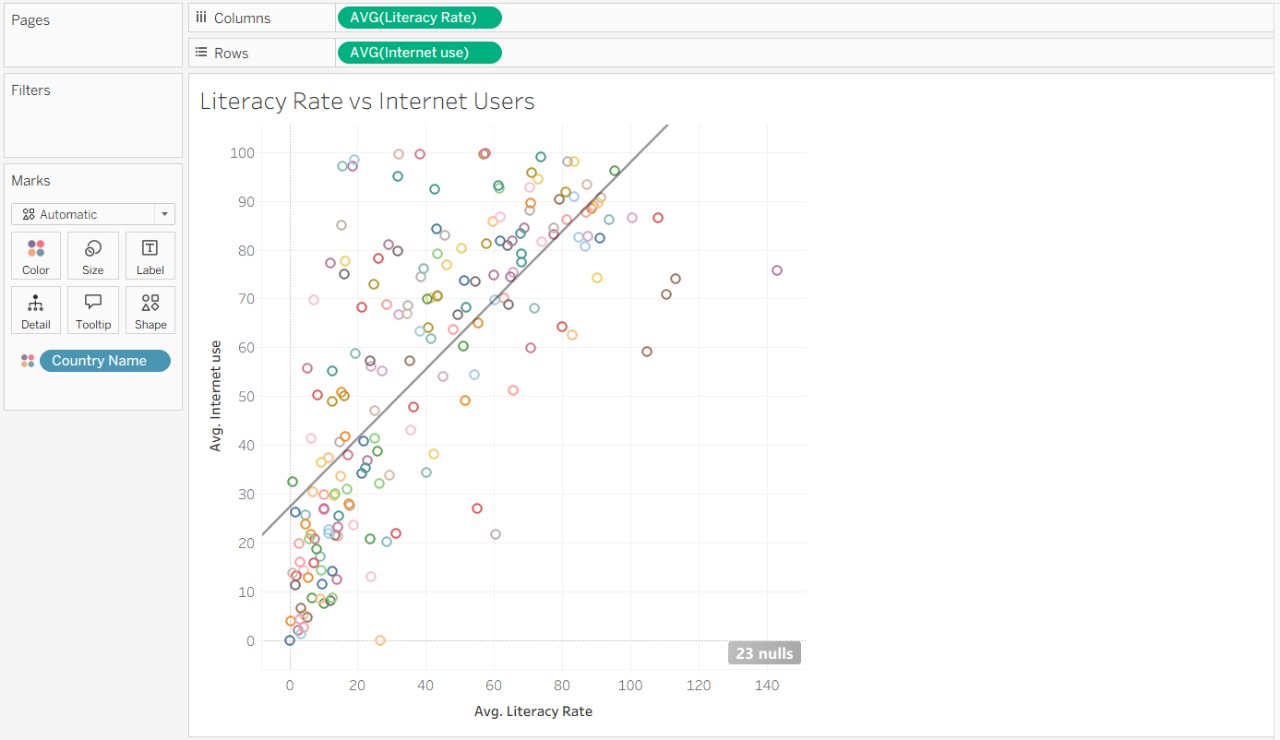 Pages
Columns
AVG(Literacy Rate)
Rows
AVG(Internet use)
Filters
Marks
Automatic
Color
Size
Label
Detail
Tooltip
Shape
Country Name
Literacy Rate vs Internet Users
100
90
80
70
60
50
40
30
20
10
0
Avg. Internet use
23 nulls
0
20
40
60
80
100
120
140
Avg. Literacy Rate